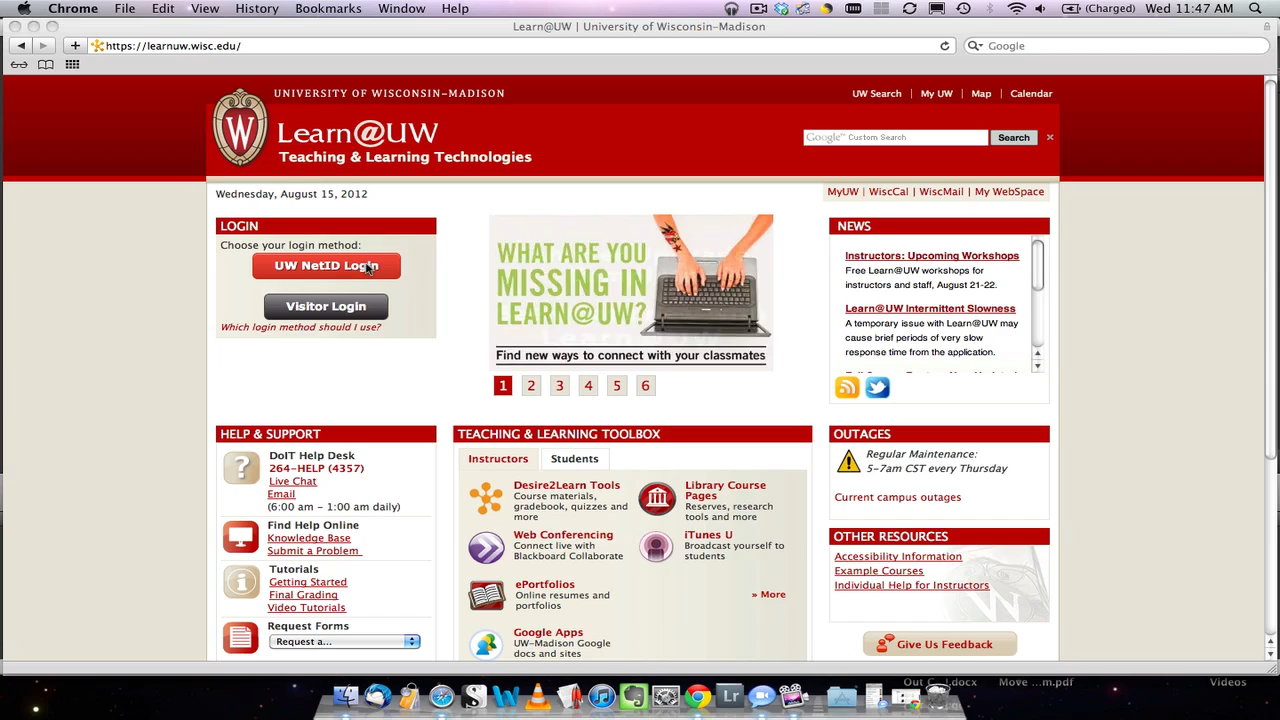 Chrome File Edit View History Bookmarks Window Help
(Charged) Wed 11:47 AM
Learn@UW | University of Wisconsin–Madison
https://learnuw.wisc.edu/
Google
UNIVERSITY OF WISCONSIN–MADISON
UW Search | My UW | Map | Calendar
W
Learn@UW
Teaching & Learning Technologies
Google™ Custom Search
Search
×
Wednesday, August 15, 2012
MyUW | WiscCal | WiscMail | My WebSpace
LOGIN
Choose your login method:
UW NetID Login
Visitor Login
Which login method should I use?
WHAT ARE YOU
MISSING IN
LEARN@UW?
Find new ways to connect with your classmates
1 2 3 4 5 6
NEWS
Instructors: Upcoming Workshops
Free Learn@UW workshops for
instructors and staff, August 21-22.
Learn@UW Intermittent Slowness
A temporary issue with Learn@UW may
cause brief periods of very slow
response time from the application.
HELP & SUPPORT
DoIT Help Desk
264-HELP (4357)
Live Chat
Email
(6:00 am – 1:00 am daily)
Find Help Online
Knowledge Base
Submit a Problem
Tutorials
Getting Started
Final Grading
Video Tutorials
Request Forms
Request a...
TEACHING & LEARNING TOOLBOX
Instructors Students
Desire2Learn Tools
Course materials,
gradebook, quizzes and
more
Library Course
Pages
Reserves, research
tools and more
Web Conferencing
Connect live with
Blackboard Collaborate
iTunes U
Broadcast yourself to
students
ePortfolios
Online resumes and
portfolios
» More
Google Apps
UW-Madison Google
docs and sites
OUTAGES
Regular Maintenance:
5-7am CST every Thursday
Current campus outages
OTHER RESOURCES
Accessibility Information
Example Courses
Individual Help for Instructors
Give Us Feedback
Move ...m.pdf
Videos